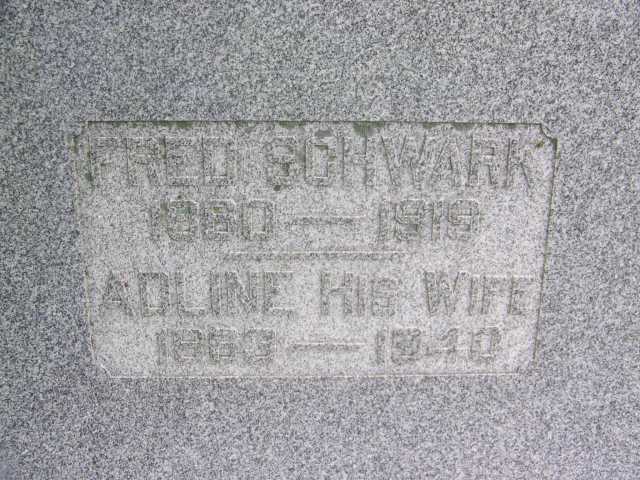 FRED SCHWARK
1860 — 1919
ADLINE HIS WIFE
1863 — 1940